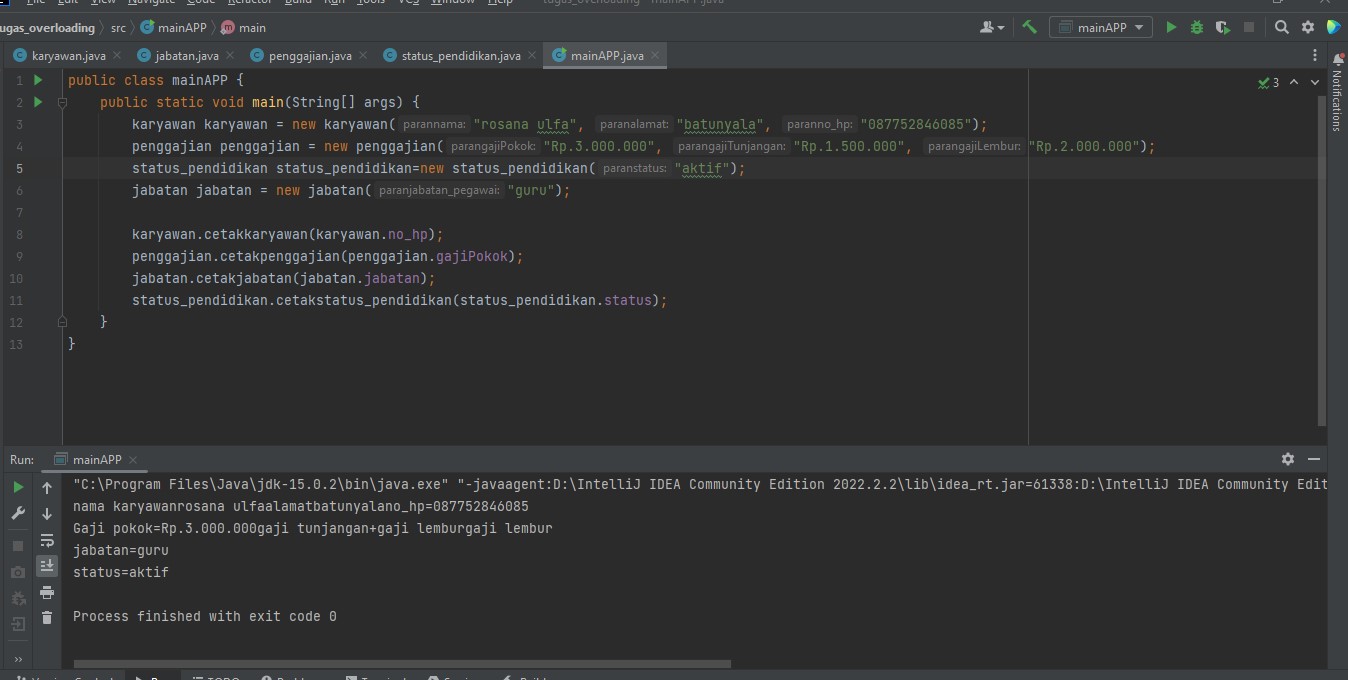 File Edit View Navigate Code Refactor Build Run Tools VCS Window Help tugas_overloading - mainAPP.java
ugas_overloading src mainAPP main mainAPP
karyawan.java jabatan.java penggajian.java status_pendidikan.java mainAPP.java
Notifications
3
1 public class mainAPP {
2 public static void main(String[] args) {
3 karyawan karyawan = new karyawan( parannama: "rosana ulfa", paranalamat: "batunyala", paranno_hp: "087752846085");
4 penggajian penggajian = new penggajian( parangajiPokok: "Rp.3.000.000", parangajiTunjangan: "Rp.1.500.000", parangajiLembur: "Rp.2.000.000");
5 status_pendidikan status_pendidikan=new status_pendidikan( paranstatus: "aktif");
6 jabatan jabatan = new jabatan( paranjabatan_pegawai: "guru");
7
8 karyawan.cetakkaryawan(karyawan.no_hp);
9 penggajian.cetakpenggajian(penggajian.gajiPokok);
10 jabatan.cetakjabatan(jabatan.jabatan);
11 status_pendidikan.cetakstatus_pendidikan(status_pendidikan.status);
12 }
13 }
Run: mainAPP
"C:\Program Files\Java\jdk-15.0.2\bin\java.exe" "-javaagent:D:\IntelliJ IDEA Community Edition 2022.2.2\lib\idea_rt.jar=61338:D:\IntelliJ IDEA Community Edit
nama karyawanrosana ulfaalamatbatunyalano_hp=087752846085
Gaji pokok=Rp.3.000.000gaji tunjangan+gaji lemburgaji lembur
jabatan=guru
status=aktif
Process finished with exit code 0